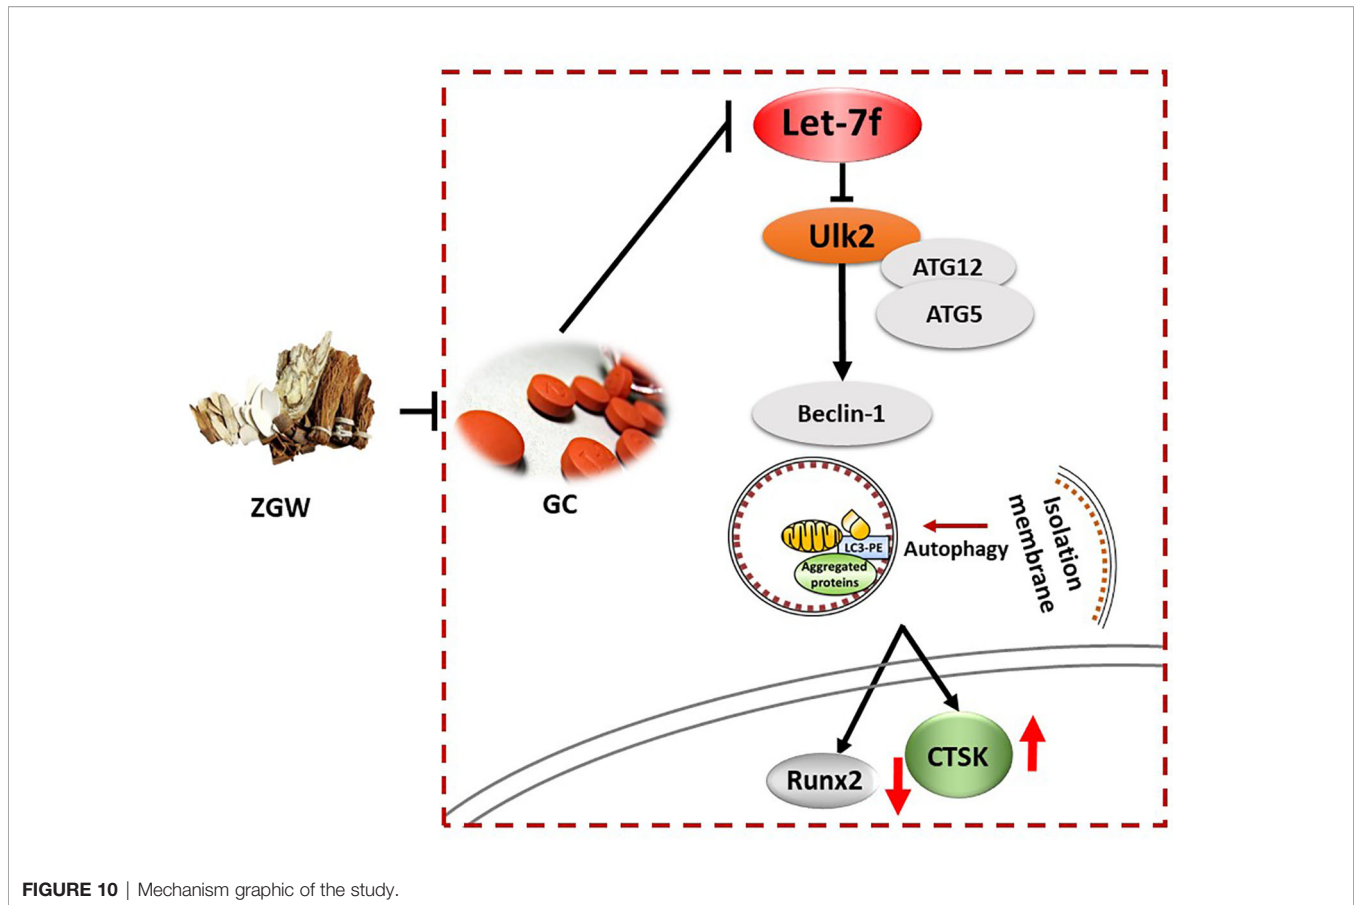 Let-7f
Ulk2
ATG12
ATG5
Beclin-1
ZGW
GC
LC3-PE
Aggregated
proteins
Autophagy
Isolation
membrane
Runx2
CTSK
FIGURE 10 | Mechanism graphic of the study.